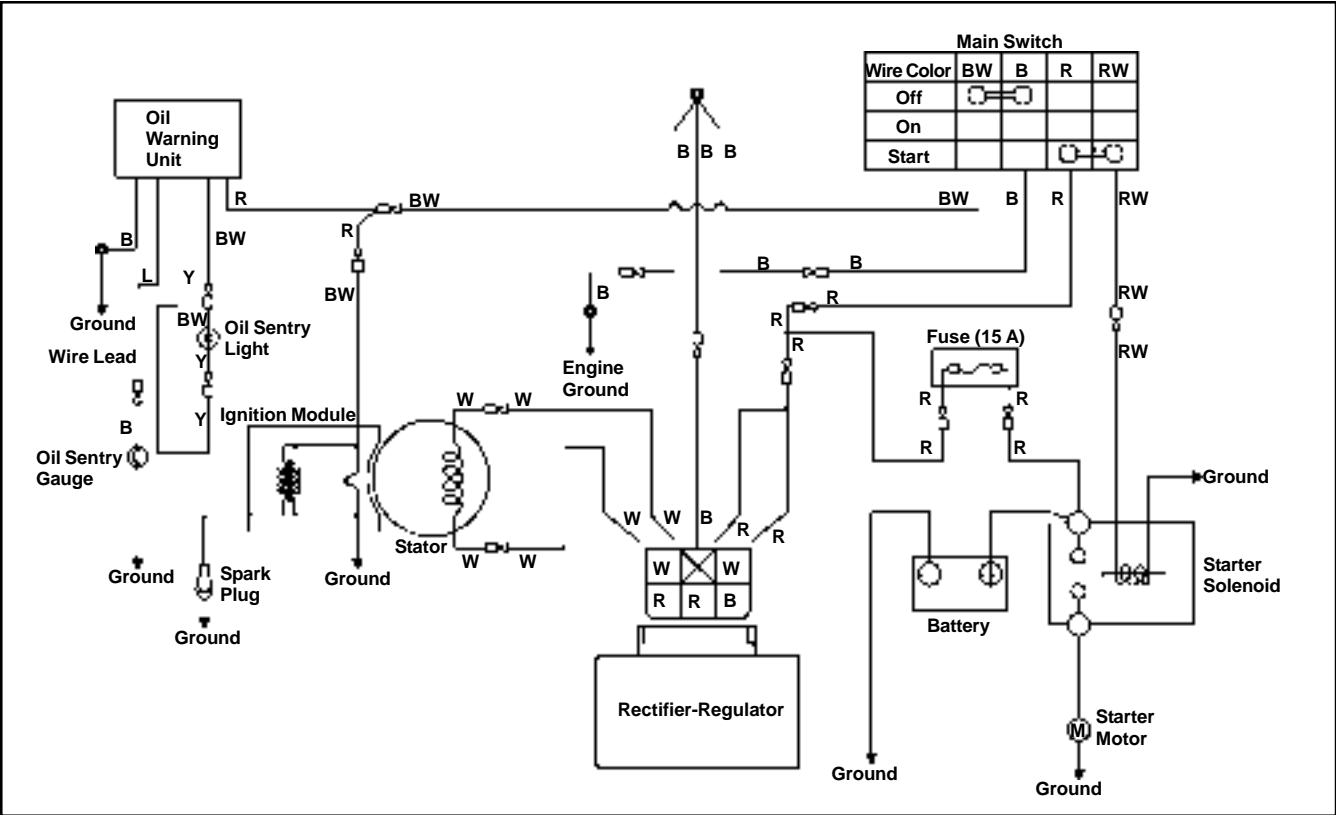 Main Switch
Wire Color BW B R RW
Off
On
Start
Oil
Warning
Unit
B B B
R BW BW B R RW
B BW R
L Y
BW
B B B
R
RW
Ground
BW
Oil Sentry
Light
Wire Lead
Y
R
R
Fuse (15 A)
RW
Engine
Ground
R R
W W
Ignition Module
Y
B
R R
Oil Sentry
Gauge
Ground
W W B R R
Stator
W W
W W
R R B
Ground
Spark
Plug
Ground
Ground
Starter
Solenoid
Battery
Rectifier-Regulator
M
Starter
Motor
Ground
Ground